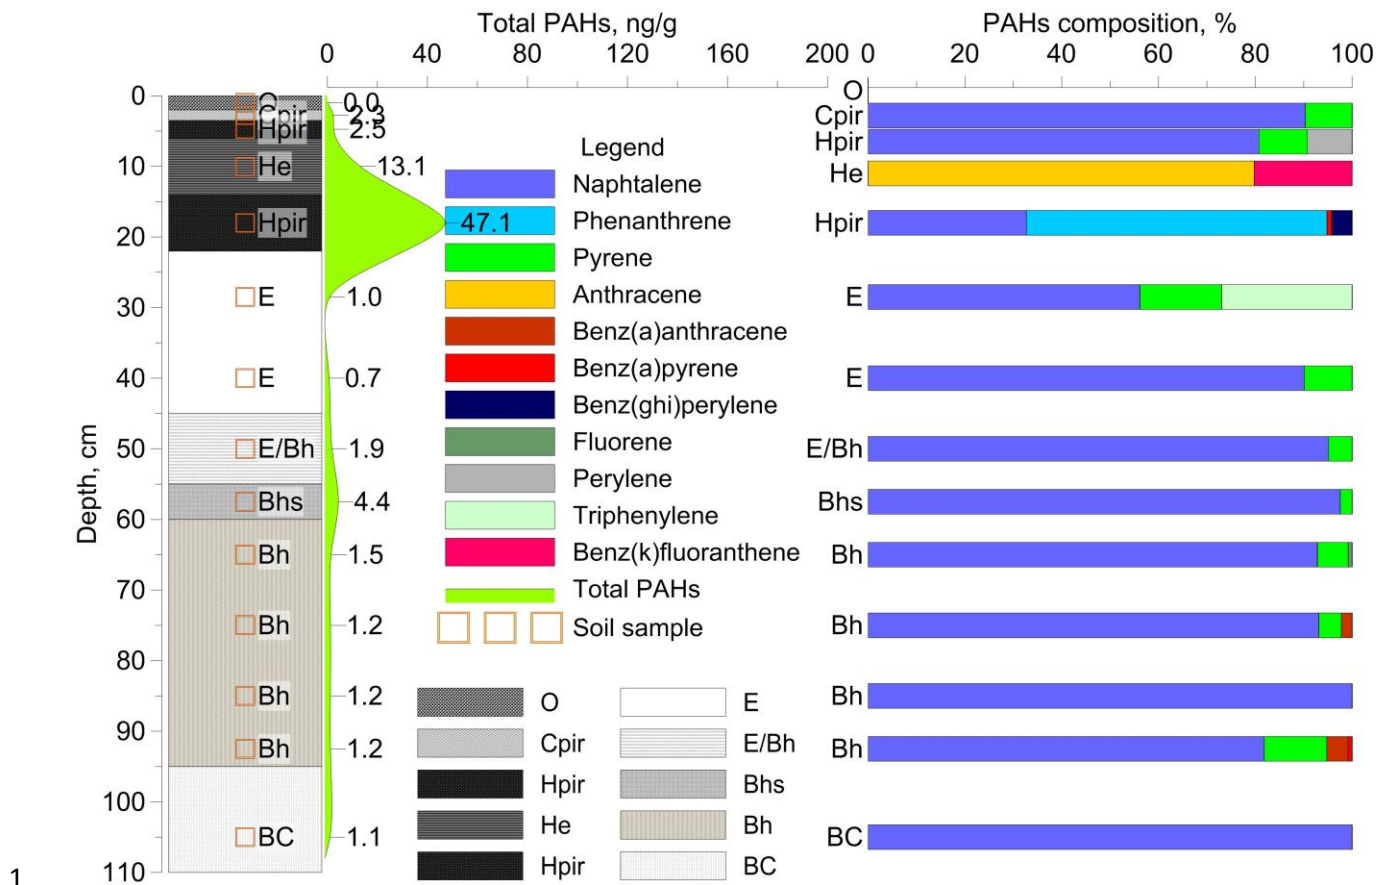 Total PAHs, ng/g
PAHs composition, %
0 40 80 120 160 200
0 20 40 60 80 100
Depth, cm
0
10
20
30
40
50
60
70
80
90
100
110
O
Cpir
Hpir
He
Hpir
E
E
E/Bh
Bhs
Bh
Bh
Bh
Bh
BC
0.0
2.3
2.5
13.1
47.1
1.0
0.7
1.9
4.4
1.5
1.2
1.2
1.2
1.1
Legend
Naphtalene
Phenanthrene
Pyrene
Anthracene
Benz(a)anthracene
Benz(a)pyrene
Benz(ghi)perylene
Fluorene
Perylene
Triphenylene
Benz(k)fluoranthene
Total PAHs
Soil sample
O
Cpir
Hpir
He
Hpir
E
E/Bh
Bhs
Bh
BC
O
Cpir
Hpir
He
Hpir
E
E
E/Bh
Bhs
Bh
Bh
Bh
Bh
BC
1